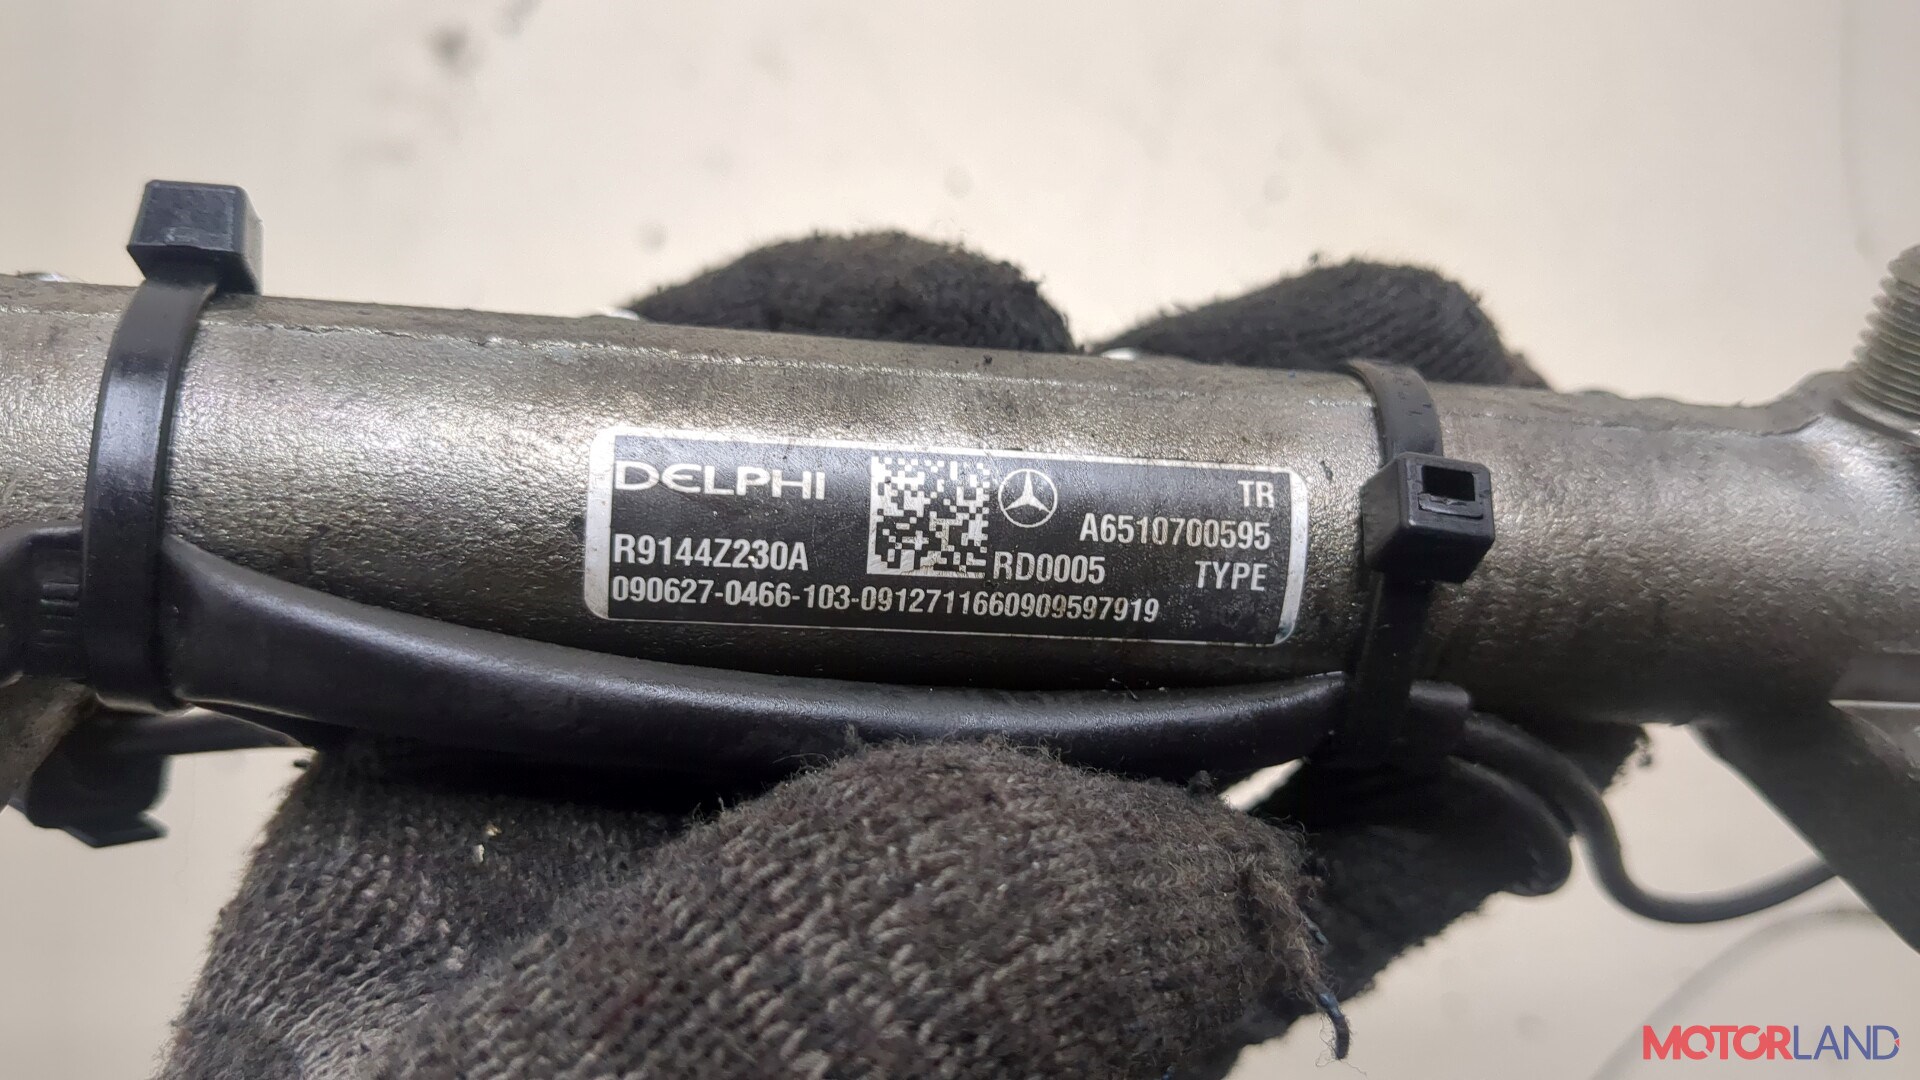 DELPHI
TR
A6510700595
R9144Z230A
RD0005
TYPE
090627-0466-103-0912711660909597919
MOTORLAND